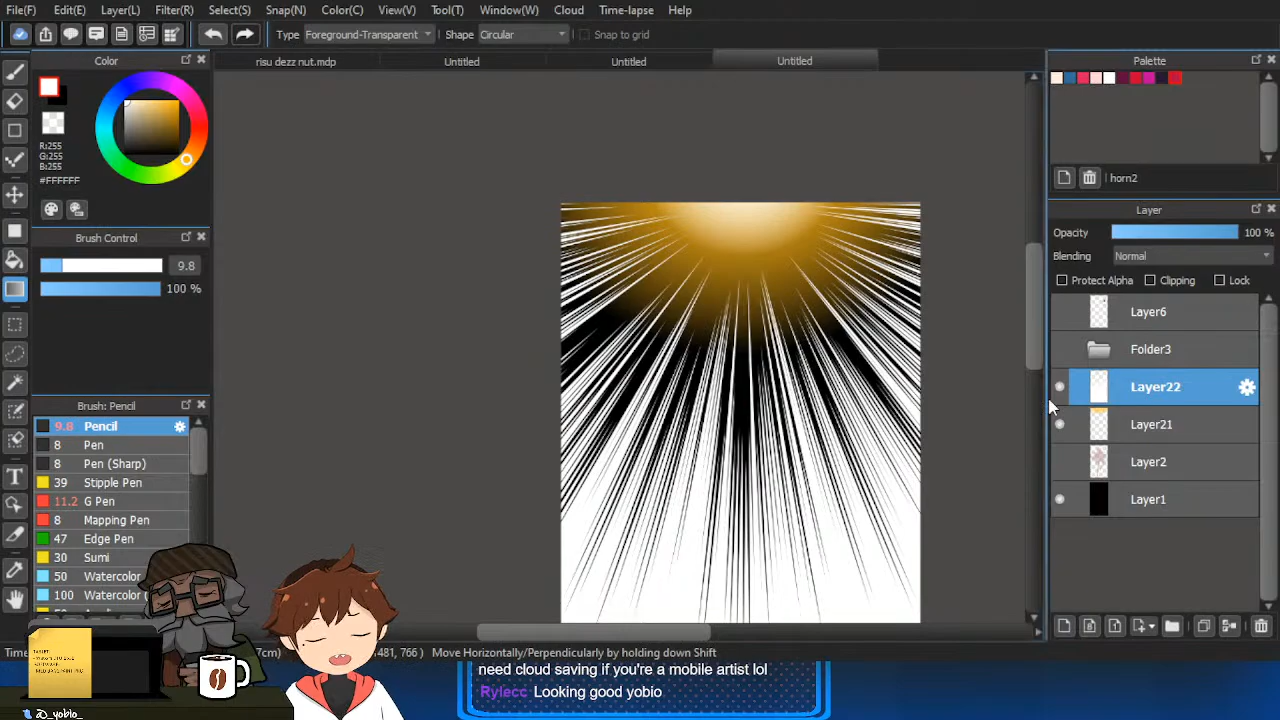 File(F) Edit(E) Layer(L) Filter(R) Select(S) Snap(N) Color(C) View(V) Tool(T) Window(W) Cloud Time-lapse Help
Type Foreground-Transparent Shape Circular Snap to grid
risu dezz nut.mdp Untitled Untitled Untitled
Color
R:255
G:255
B:255
#FFFFFF
Brush Control
9.8
100 %
Brush: Pencil
9.8 Pencil
8 Pen
8 Pen (Sharp)
39 Stipple Pen
11.2 G Pen
8 Mapping Pen
47 Edge Pen
30 Sumi
50 Watercolor
100 Watercolor
Palette
horn2
Layer
Opacity 100 %
Blending Normal
Protect Alpha Clipping Lock
Layer6
Folder3
Layer22
Layer21
Layer2
Layer1
7cm) (481, 766) Move Horizontally/Perpendicularly by holding down Shift
need cloud saving if you're a mobile artist lol
Rylecc Looking good yobio
TABLET: